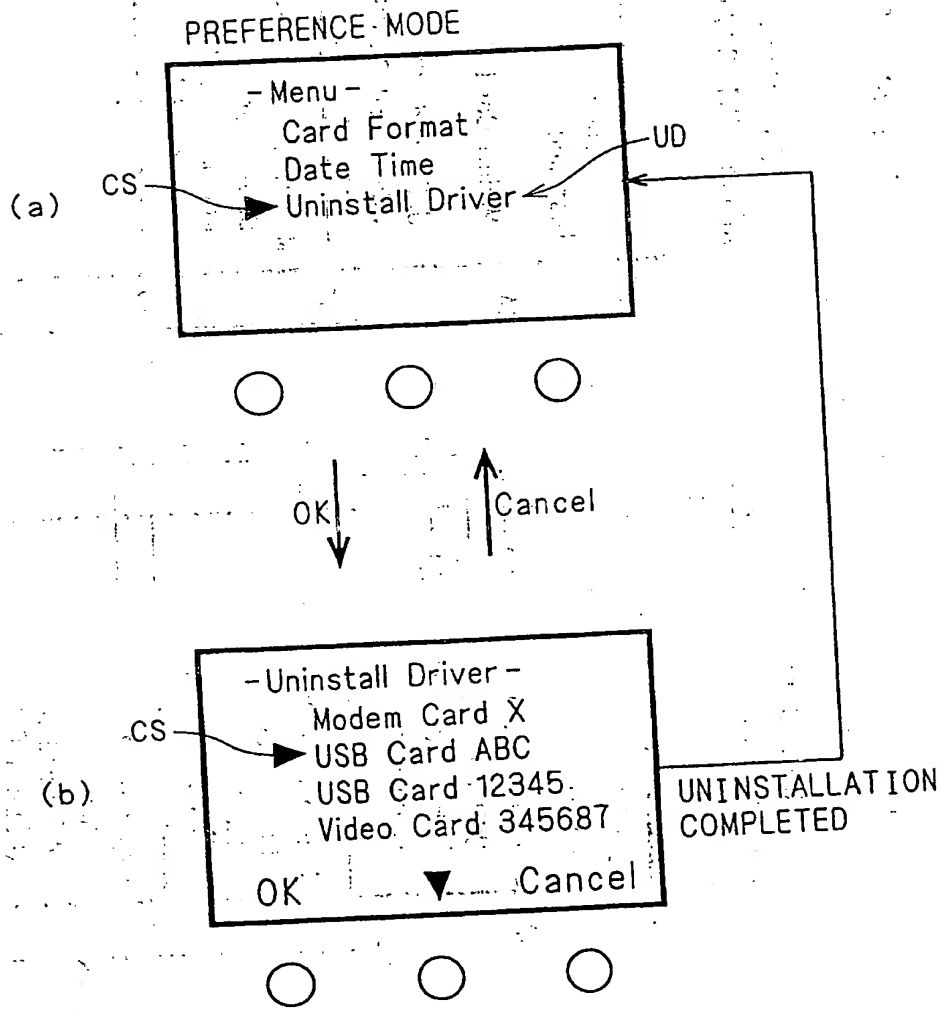 PREFERENCE MODE
-Menu-
Card Format
Date Time
UD
CS
(a)
Uninstall Driver
OK
Cancel
-Uninstall Driver-
Modem Card X
CS
USB Card ABC
(b)
USB Card 12345
Video Card 345687
OK
Cancel
UNINSTALLATION
COMPLETED